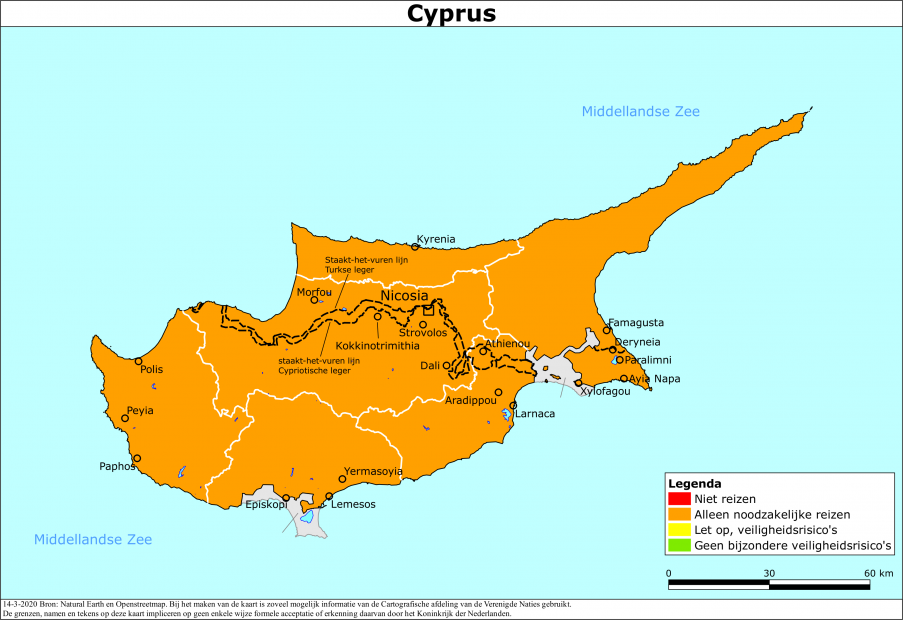 Cyprus
Middellandse Zee
Kyrenia
Staakt-het-vuren lijn
Turkse leger
Morfou
Nicosia
Famagusta
Strovolos
Kokkinotrimithia
Athienou
Deryneia
staakt-het-vuren lijn
Cypriotische leger
Dali
Paralimni
Polis
Ayia Napa
Xylofagou
Aradippou
Peyia
Larnaca
Paphos
Yermasoyia
Episkopi
Lemesos
Middellandse Zee
Legenda
Niet reizen
Alleen noodzakelijke reizen
Let op, veiligheidsrisico's
Geen bijzondere veiligheidsrisico's
0 30 60 km
14-3-2020 Bron: Natural Earth en Openstreetmap. Bij het maken van de kaart is zoveel mogelijk informatie van de Cartografische afdeling van de Verenigde Naties gebruikt.
De grenzen, namen en tekens op deze kaart impliceren op geen enkele wijze formele acceptatie of erkenning daarvan door het Koninkrijk der Nederlanden.